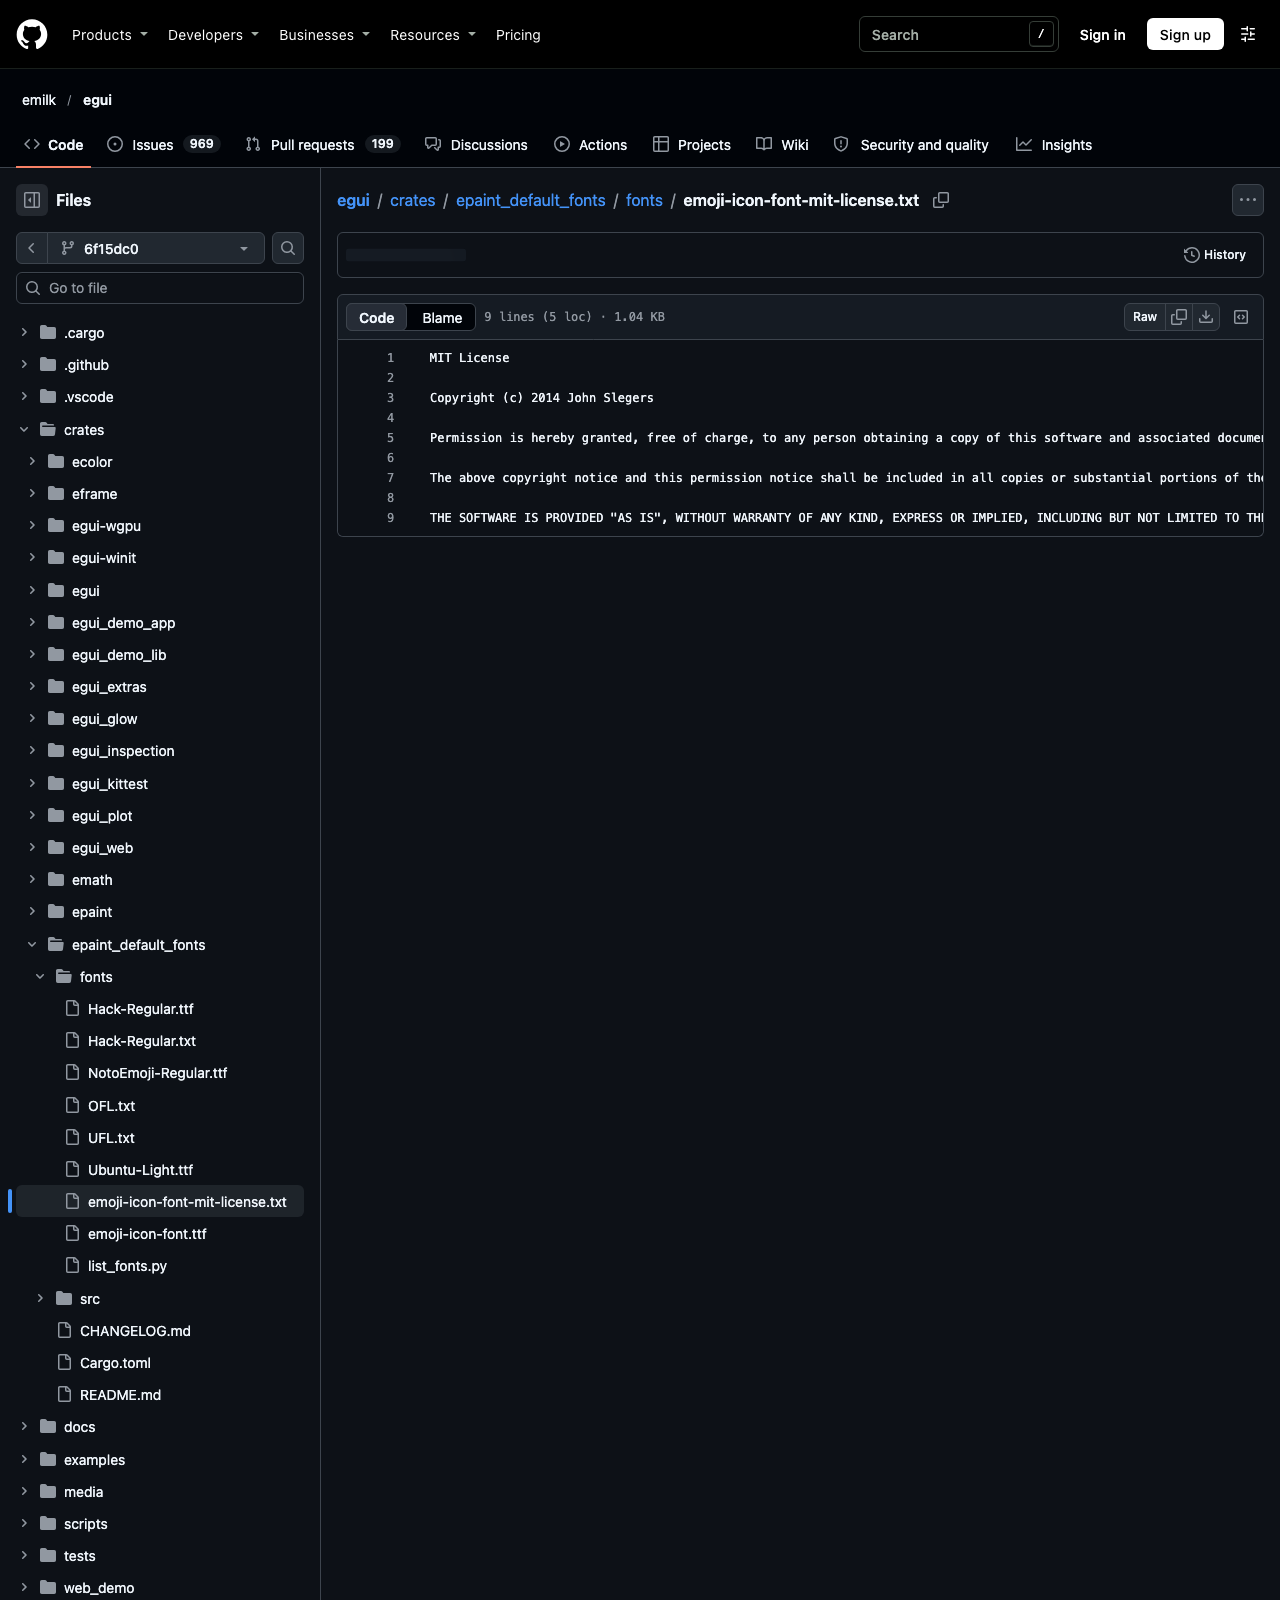 Products Developers Businesses Resources Pricing Search / Sign in Sign up
emilk / egui
Code Issues 969 Pull requests 199 Discussions Actions Projects Wiki Security and quality Insights
Files
6f15dc0
Go to file
.cargo
.github
.vscode
crates
ecolor
eframe
egui-wgpu
egui-winit
egui
egui_demo_app
egui_demo_lib
egui_extras
egui_glow
egui_inspection
egui_kittest
egui_plot
egui_web
emath
epaint
epaint_default_fonts
fonts
Hack-Regular.ttf
Hack-Regular.txt
NotoEmoji-Regular.ttf
OFL.txt
UFL.txt
Ubuntu-Light.ttf
emoji-icon-font-mit-license.txt
emoji-icon-font.ttf
list_fonts.py
src
CHANGELOG.md
Cargo.toml
README.md
docs
examples
media
scripts
tests
web_demo
egui / crates / epaint_default_fonts / fonts / emoji-icon-font-mit-license.txt
History
Code Blame 9 lines (5 loc) · 1.04 KB Raw
1 MIT License
2
3 Copyright (c) 2014 John Slegers
4
5 Permission is hereby granted, free of charge, to any person obtaining a copy of this software and associated
6
7 The above copyright notice and this permission notice shall be included in all copies or substantial portions of
8
9 THE SOFTWARE IS PROVIDED "AS IS", WITHOUT WARRANTY OF ANY KIND, EXPRESS OR IMPLIED, INCLUDING BUT NOT LIMITED TO